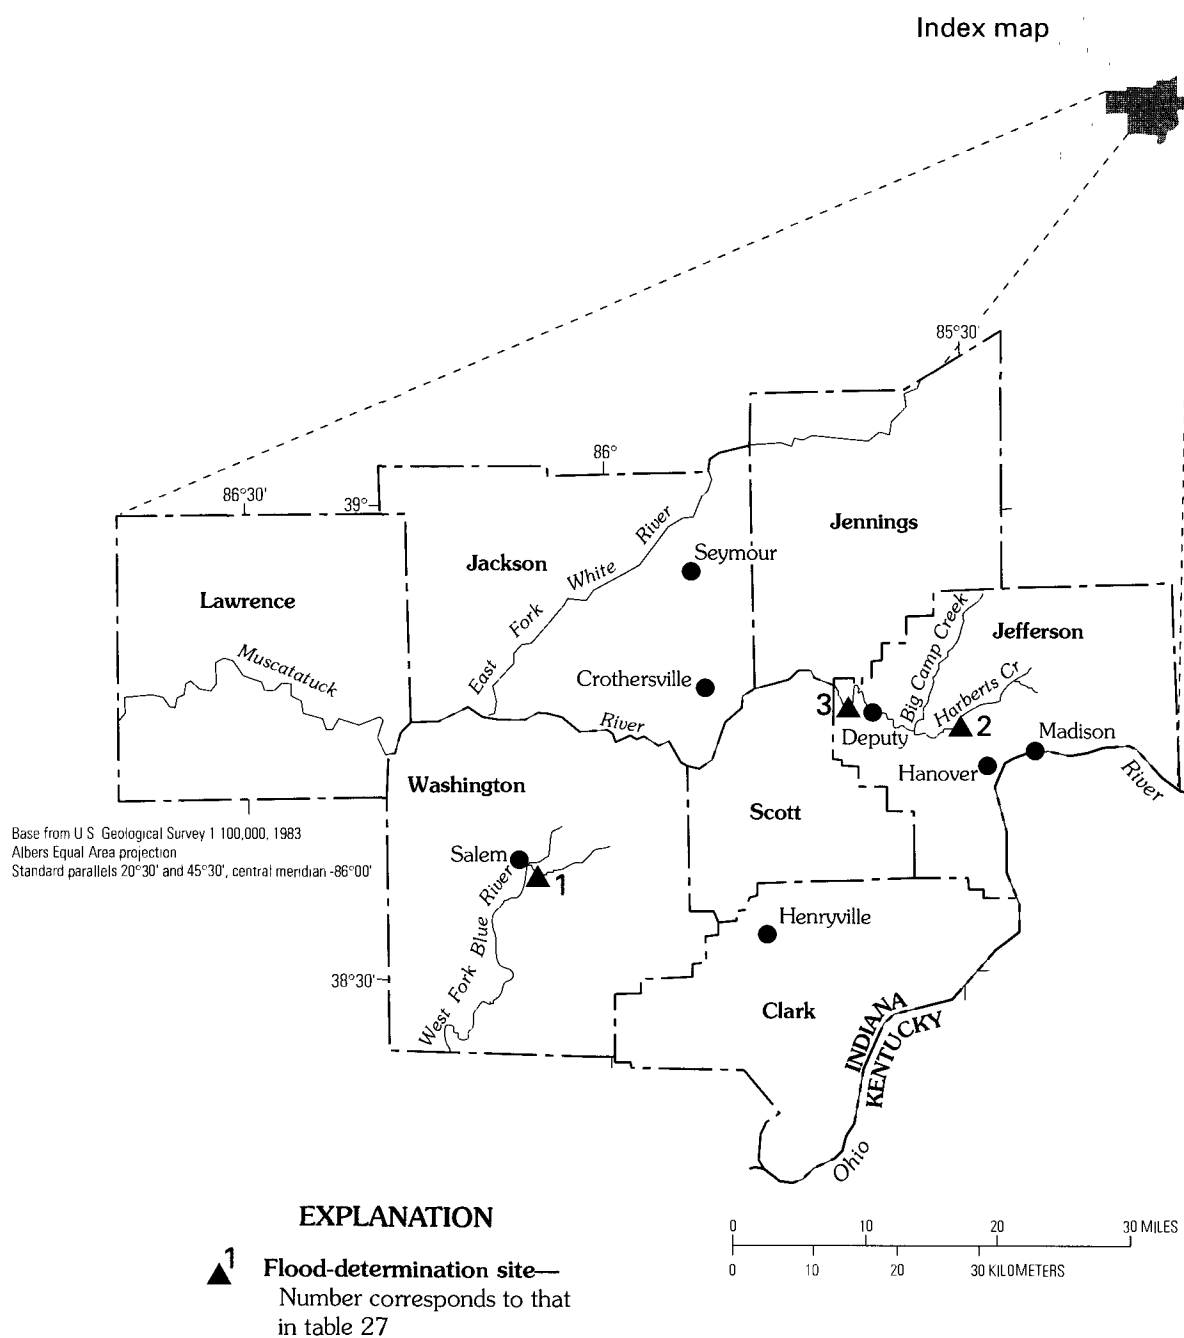 Index map
85°30'
86°
86°30'
39°
Jennings
Jackson
East Fork White River
Seymour
Lawrence
Muscatatuck
River
Big Camp Creek
Jefferson
Harberts Cr
Crothersville
3
2
Deputy
Madison
Hanover
River
Washington
Scott
Base from U S Geological Survey 1 100,000, 1983
Albers Equal Area projection
Standard parallels 20°30' and 45°30', central meridian -86°00'
Salem
1
West Fork Blue River
Henryville
38°30'
Clark
INDIANA
KENTUCKY
Ohio
EXPLANATION
1
Flood-determination site—
Number corresponds to that
in table 27
0 10 20 30 MILES
0 10 20 30 KILOMETERS